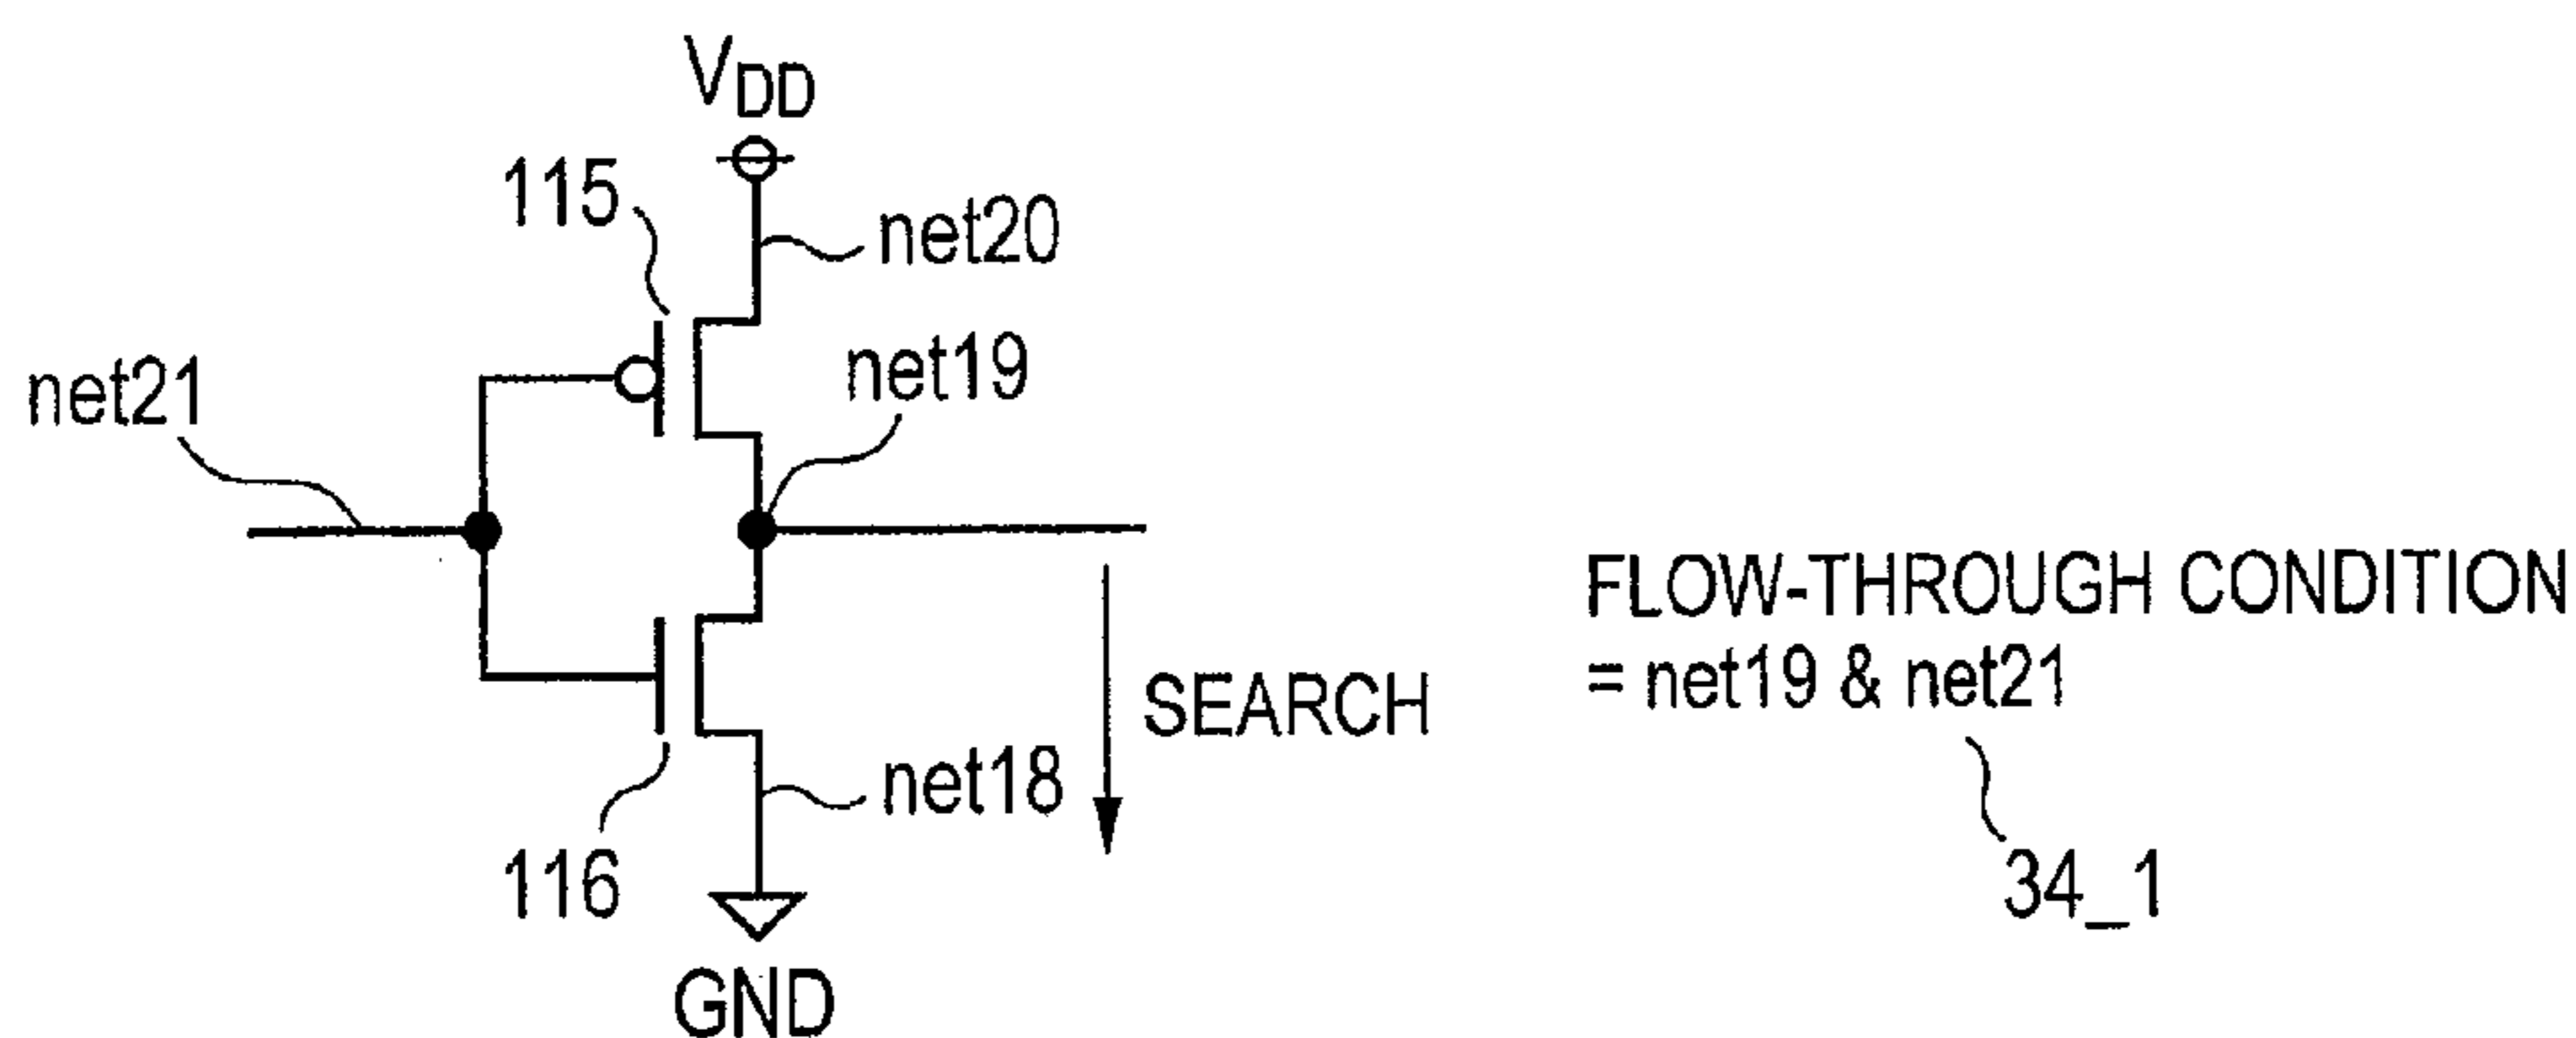 VDD
115
net20
net19
net21
FLOW-THROUGH CONDITION
= net19 & net21
SEARCH
net18
116
34_1
GND